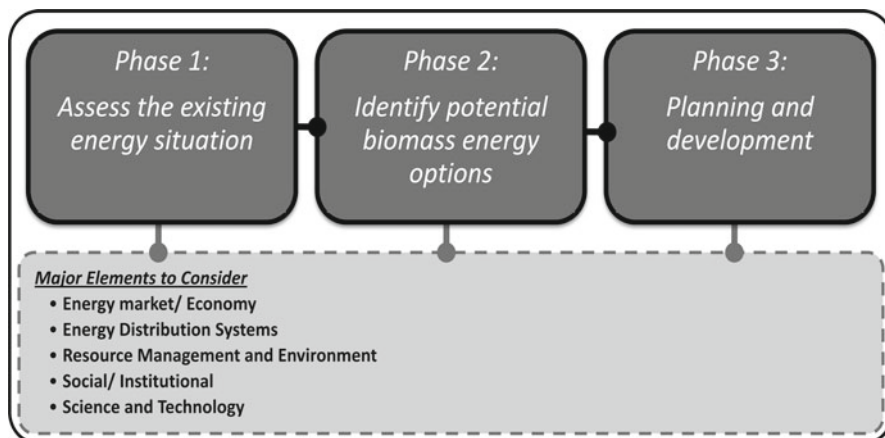 Phase 1:
Assess the existing
energy situation
Phase 2:
Identify potential
biomass energy
options
Phase 3:
Planning and
development
Major Elements to Consider
• Energy market/ Economy
• Energy Distribution Systems
• Resource Management and Environment
• Social/ Institutional
• Science and Technology